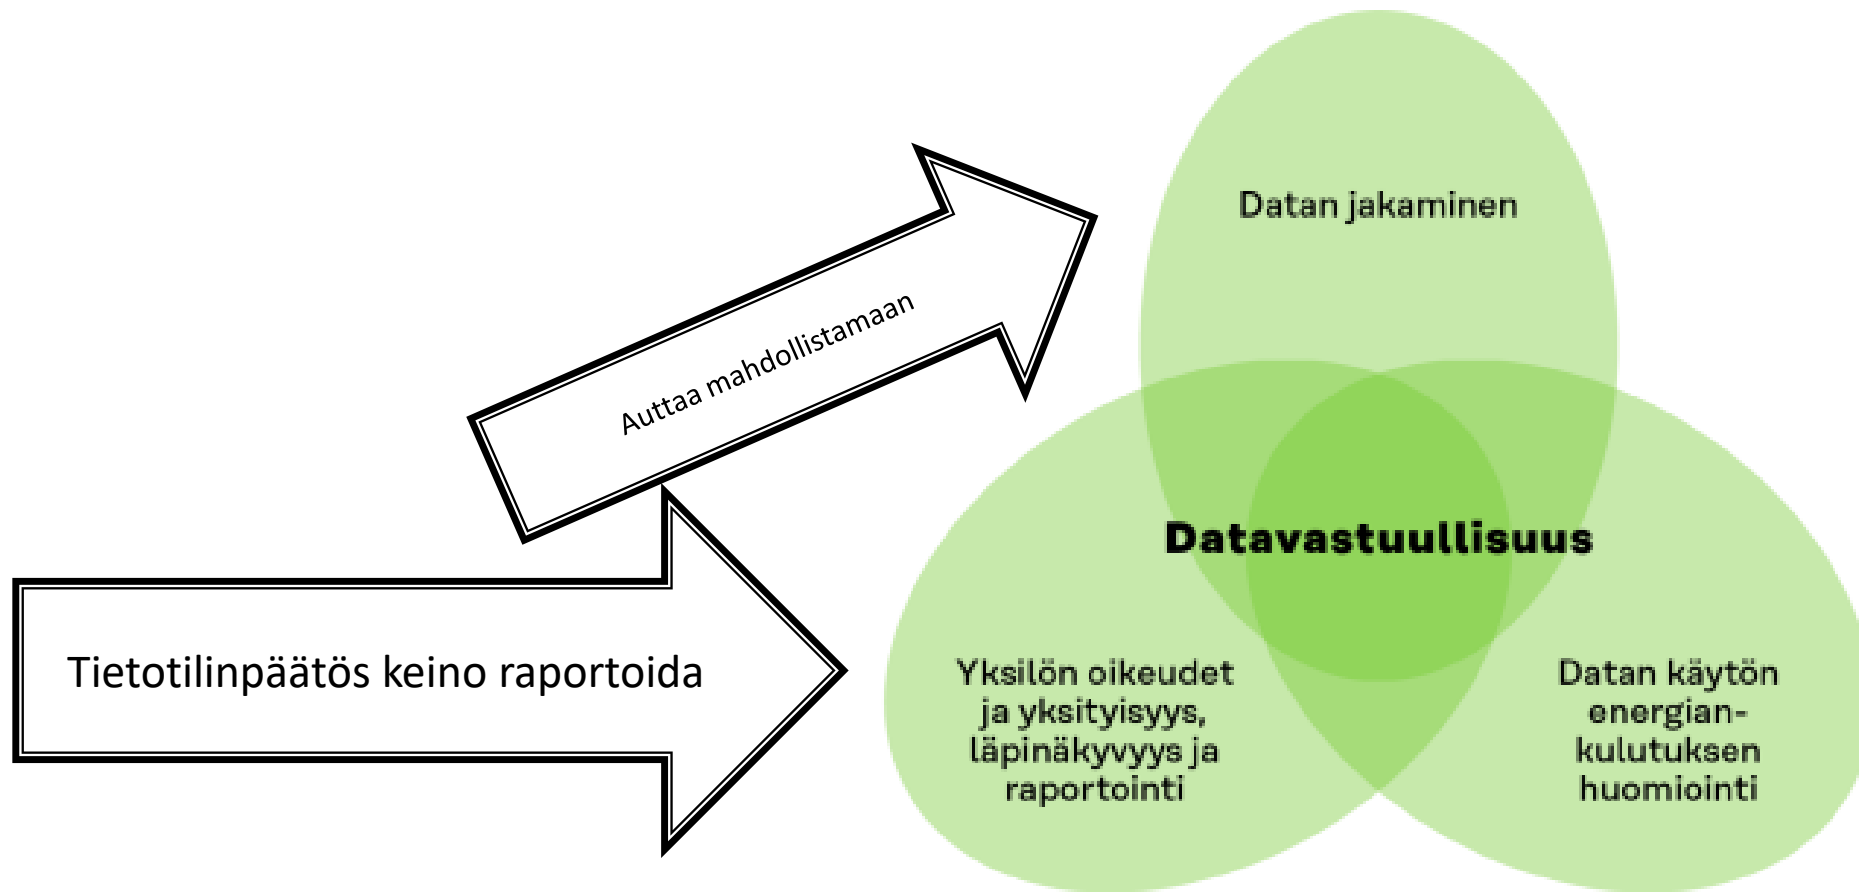 Datan jakaminen
Auttaa mahdollistamaan
Datavastuullisuus
Tietotilinpäätös keino raportoida
Yksilön oikeudet
ja yksityisyys,
läpinäkyvyys ja
raportointi
Datan käytön
energian-
kulutuksen
huomiointi